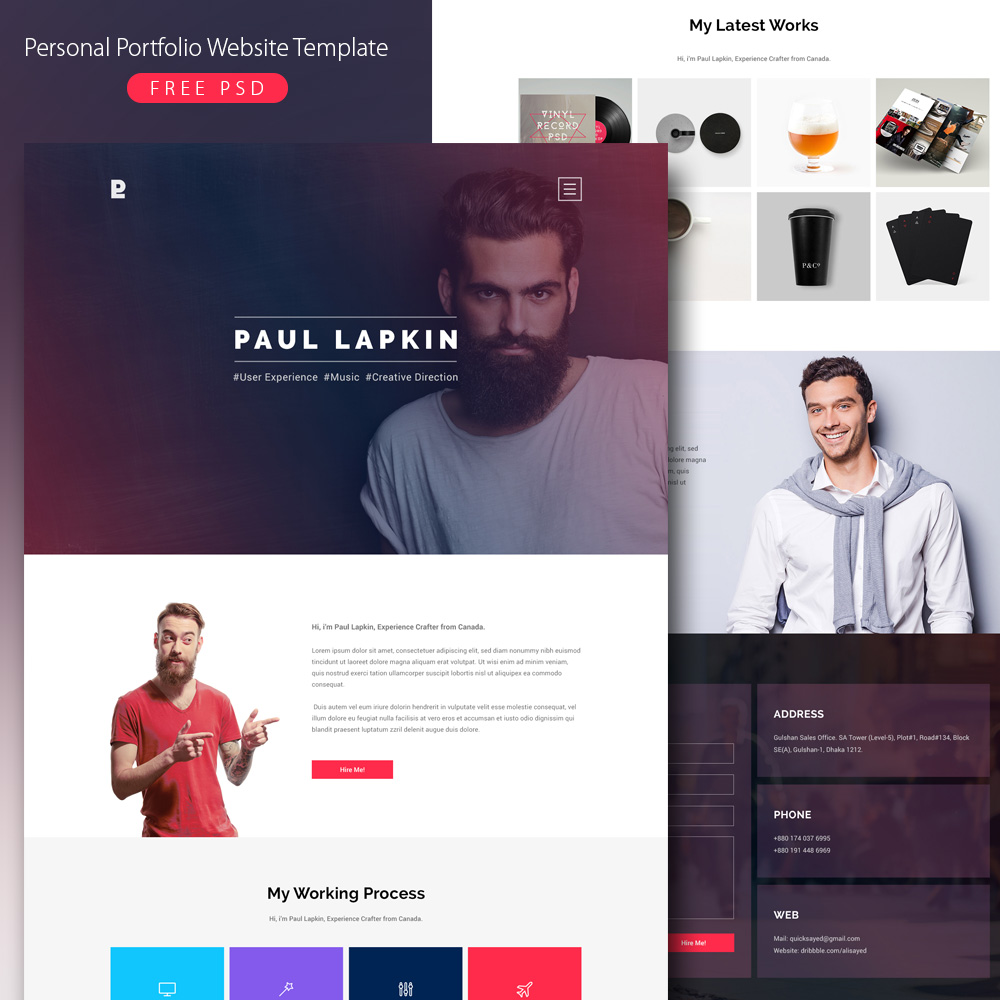 Personal Portfolio Website Template
FREE PSD
PAUL LAPKIN
#User Experience #Music #Creative Direction
Hi, i'm Paul Lapkin, Experience Crafter from Canada.
Lorem ipsum dolor sit amet, consectetuer adipiscing elit, sed diam nonummy nibh euismod
tincidunt ut laoreet dolore magna aliquam erat volutpat. Ut wisi enim ad minim veniam,
quis nostrud exerci tation ullamcorper suscipit lobortis nisl ut aliquipex ea commodo
consequat.
Duis autem vel eum iriure dolorin hendrerit in vulputate velit esse molestie consequat, vel
illum dolore eu feugiat nulla facilisis at vero eros et accumsan et iusto odio dignissim qui
blandit praesent luptatum zzril delenit augue duis dolore.
Hire Me!
My Working Process
Hi, i'm Paul Lapkin, Experience Crafter from Canada.
My Latest Works
Hi, i'm Paul Lapkin, Experience Crafter from Canada.
VINYL
RECORD
PSD
P&Co
elit, sed
dolore magna
quis
nisl ut
ADDRESS
Gulshan Sales Office. SA Tower (Level-5), Plot#1, Road#134, Block
SE(A), Gulshan-1, Dhaka 1212.
PHONE
+880 174 037 6995
+880 191 448 6969
WEB
Mail: quicksayed@gmail.com
Website: dribbble.com/alisayed
Hire Me!